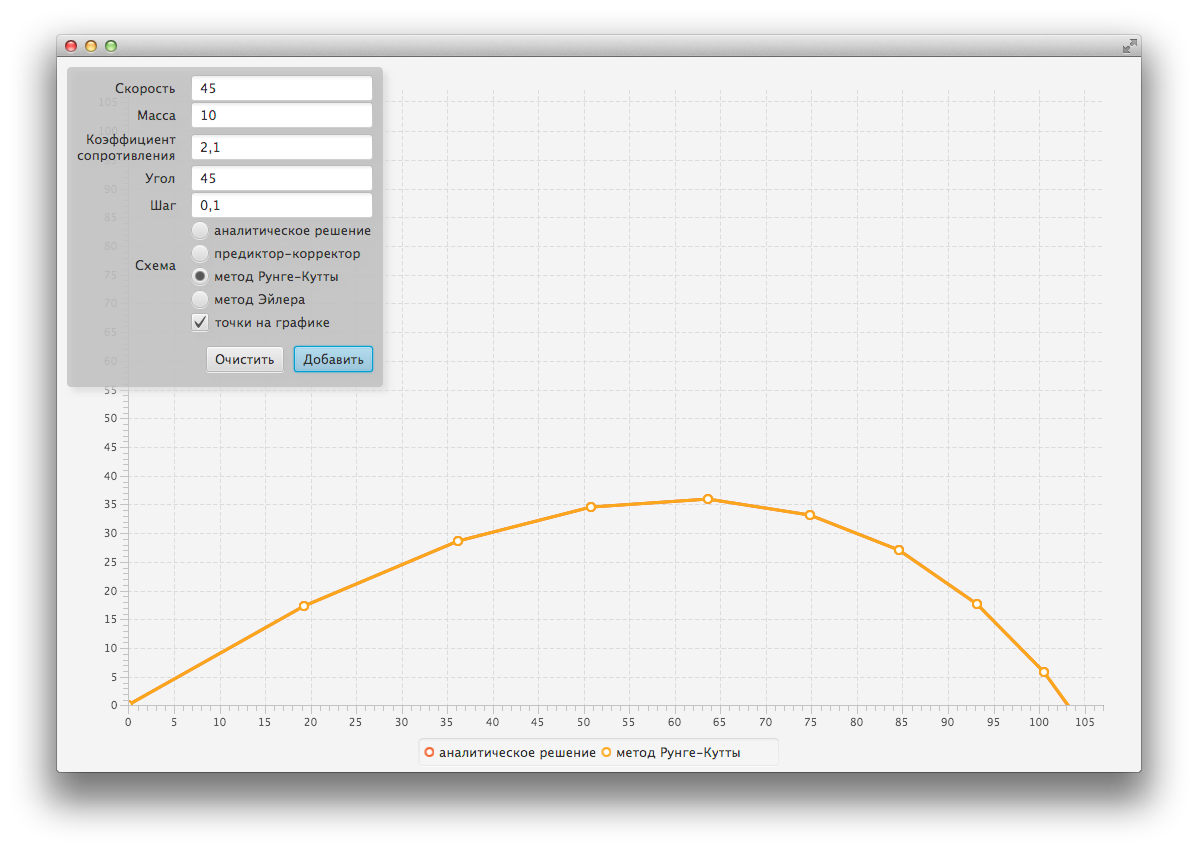 Скорость 45
Масса 10
Коэффициент
сопротивления 2,1
Угол 45
Шаг 0,1
Схема
аналитическое решение
предиктор-корректор
метод Рунге-Кутты
метод Эйлера
точки на графике
Очистить Добавить
105
100
90
85
80
75
70
65
60
55
50
45
40
35
30
25
20
15
10
5
0
0 5 10 15 20 25 30 35 40 45 50 55 60 65 70 75 80 85 90 95 100 105
аналитическое решение метод Рунге-Кутты